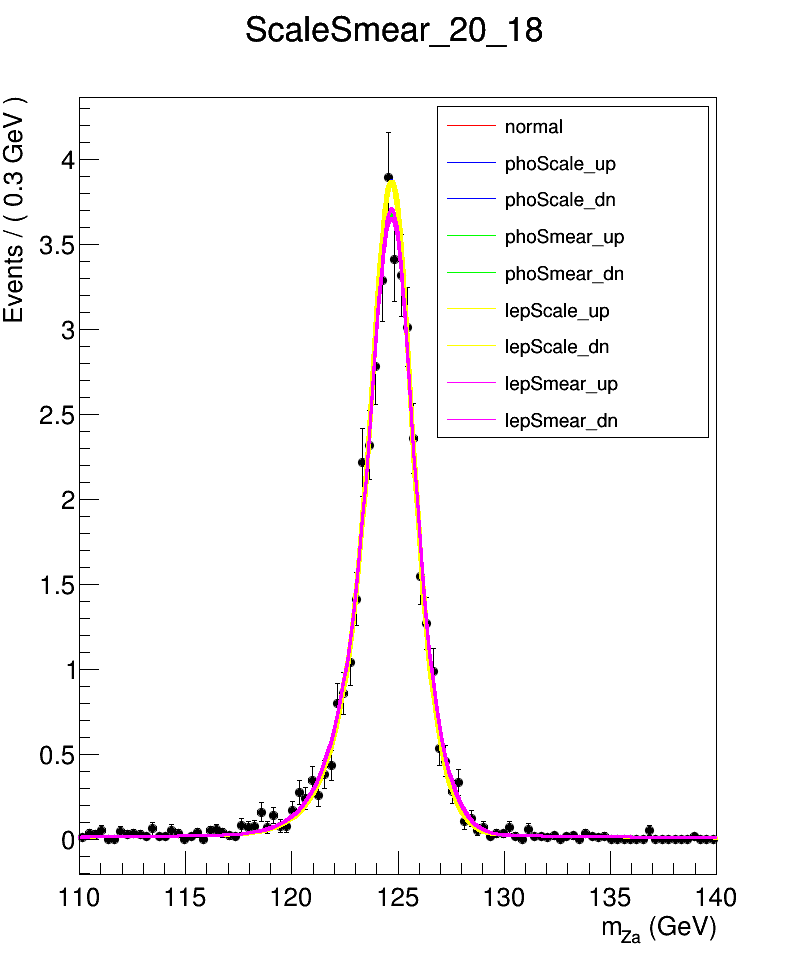 ScaleSmear_20_18
Events / ( 0.3 GeV )
4
3.5
3
2.5
2
1.5
1
0.5
0
normal
phoScale_up
phoScale_dn
phoSmear_up
phoSmear_dn
lepScale_up
lepScale_dn
lepSmear_up
lepSmear_dn
110 115 120 125 130 135 140
m_Za (GeV)